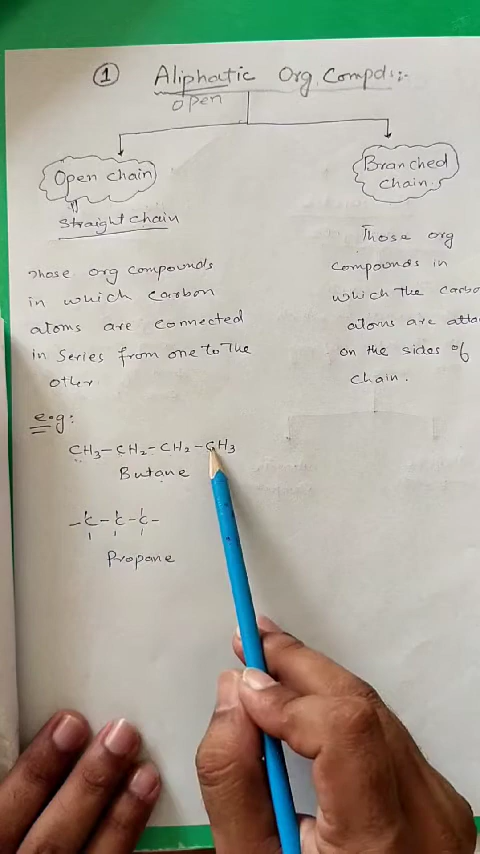 ① Aliphatic Org. Compds:-
open
Open chain
Straight chain
Those org compounds
in which carbon
atoms are connected
in series from one to the
other
e.g:
CH3-CH2-CH2-CH3
Butane
-C-C-C-
Propane
Branched
chain.
Those org
compounds in
which the carbo
atoms are atta
on the sides of
chain.